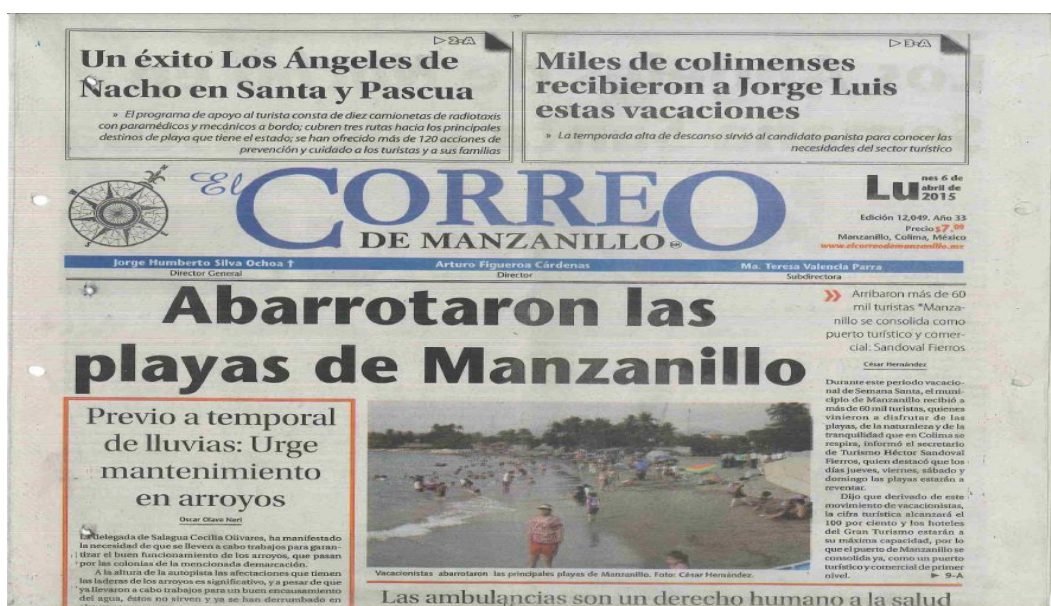 ▷ 2-A
Un éxito Los Ángeles de
Nacho en Santa y Pascua
» El programa de apoyo al turista consta de diez camionetas de radiotaxis
con paramédicos y mecánicos a bordo; cubren tres rutas hacia los principales
destinos de playa que tiene el estado; se han ofrecido más de 120 acciones de
prevención y cuidado a los turistas y a sus familias
▷ 3-A
Miles de colimenses
recibieron a Jorge Luis
estas vacaciones
» La temporada alta de descanso sirvió al candidato panista para conocer las
necesidades del sector turístico
El CORREO
DE MANZANILLO
Lunes 6 de
abril de
2015
Edición 12,049. Año 33
Precio $7.00
Manzanillo, Colima, México
www.elcorreodemanzanillo.mx
Jorge Humberto Silva Ochoa †
Director General
Arturo Figueroa Cárdenas
Director
Ma. Teresa Valencia Parra
Subdirectora
Abarrotaron las
playas de Manzanillo
» Arribaron más de 60
mil turistas *Manza-
nillo se consolida como
puerto turístico y comer-
cial: Sandoval Fierros
César Hernández
Durante este periodo vacacio-
nal de Semana Santa, el muni-
cipio de Manzanillo recibió a
más de 60 mil turistas, quienes
vinieron a disfrutar de las
playas, de la naturaleza y de la
tranquilidad que en Colima se
respira, informó el secretario
de Turismo Héctor Sandoval
Fierros, quien destacó que los
días jueves, viernes, sábado y
domingo las playas estarán a
reventar.
Dijo que derivado de este
movimiento de vacacionistas,
la cifra turística alcanzará el
100 por ciento y los hoteles
del Gran Turismo estarán a
su máxima capacidad, por lo
que el puerto de Manzanillo se
consolida ya, como un puerto
turístico y comercial de primer
nivel. ▶ 9-A
Previo a temporal
de lluvias: Urge
mantenimiento
en arroyos
Oscar Olavo Neri
La delegada de Salagua Cecilia Olivares, ha manifestado
la necesidad de que se lleven a cabo trabajos para garan-
tizar el buen funcionamiento de los arroyos, que pasan
por las colonias de la mencionada demarcación.
A la altura de la autopista las afectaciones que tienen
las laderas de los arroyos es significativo, y a pesar de que
ya llevaron a cabo trabajos para un buen encausamiento
del agua, éstos no sirven y ya se han derrumbado en
Vacacionistas abarrotaron las principales playas de Manzanillo. Foto: César Hernández.
Las ambulancias son un derecho humano a la salud